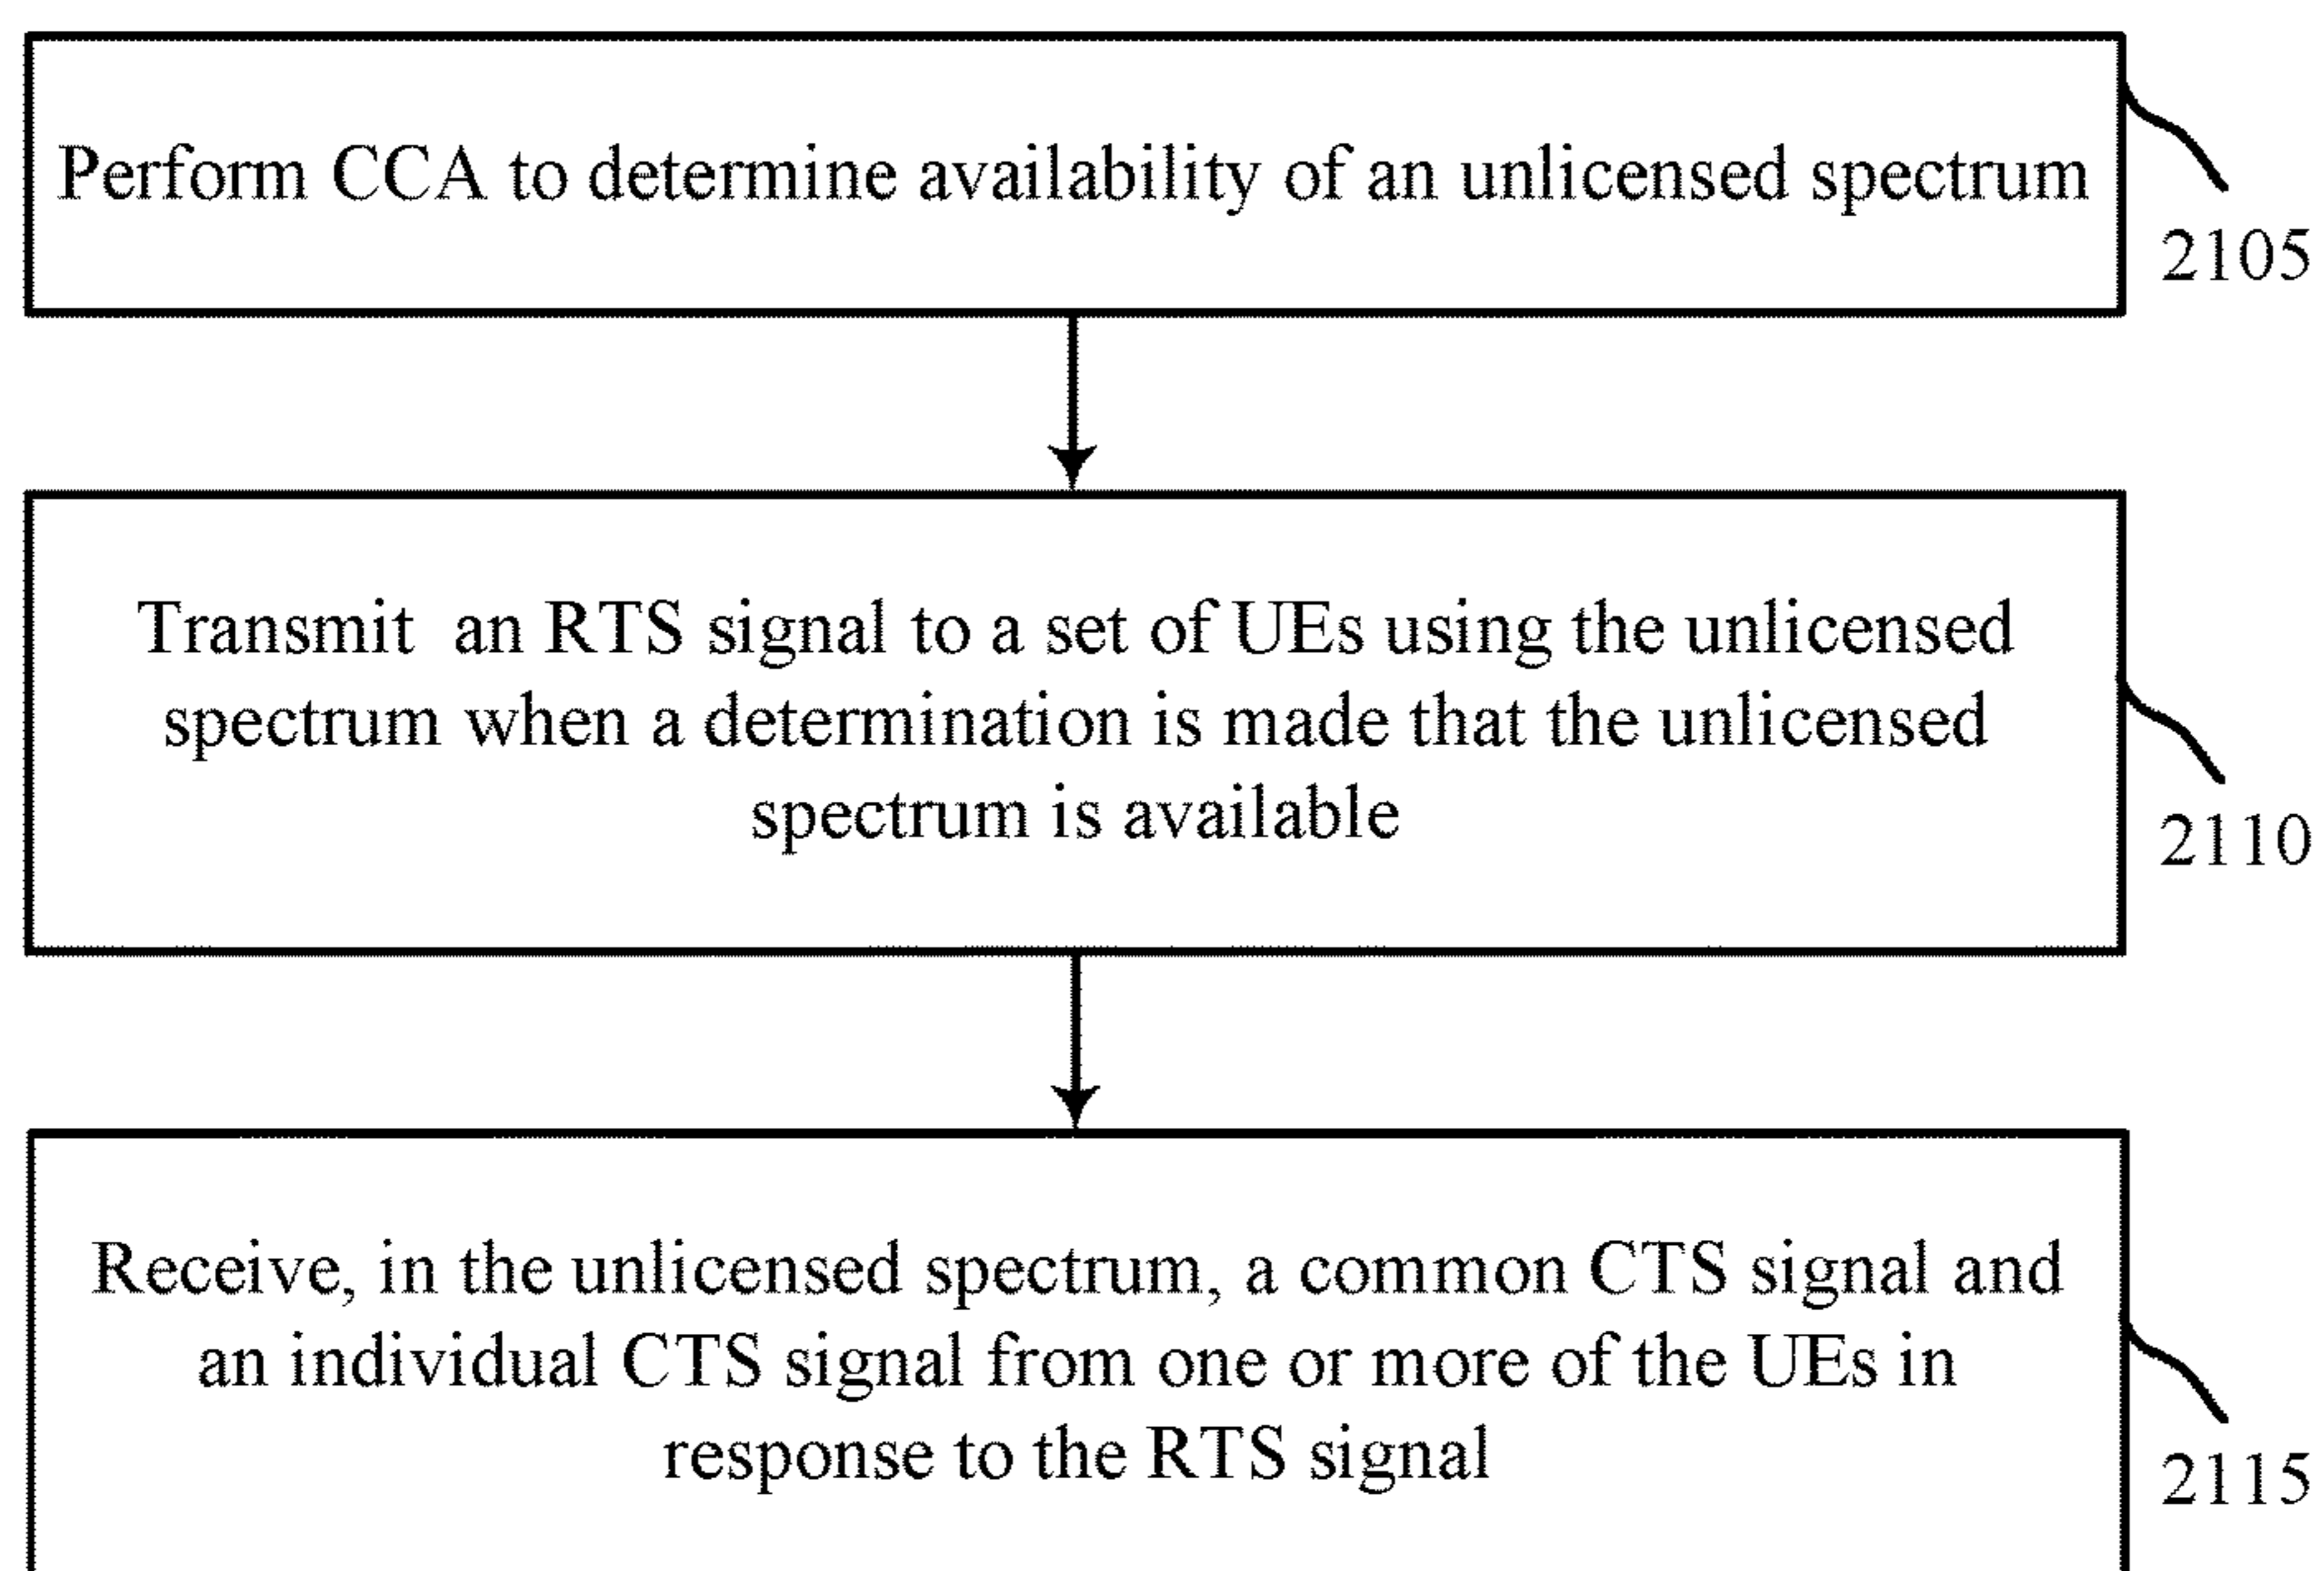 Perform CCA to determine availability of an unlicensed spectrum
2105
Transmit an RTS signal to a set of UEs using the unlicensed
spectrum when a determination is made that the unlicensed
spectrum is available
2110
Receive, in the unlicensed spectrum, a common CTS signal and
an individual CTS signal from one or more of the UEs in
response to the RTS signal
2115